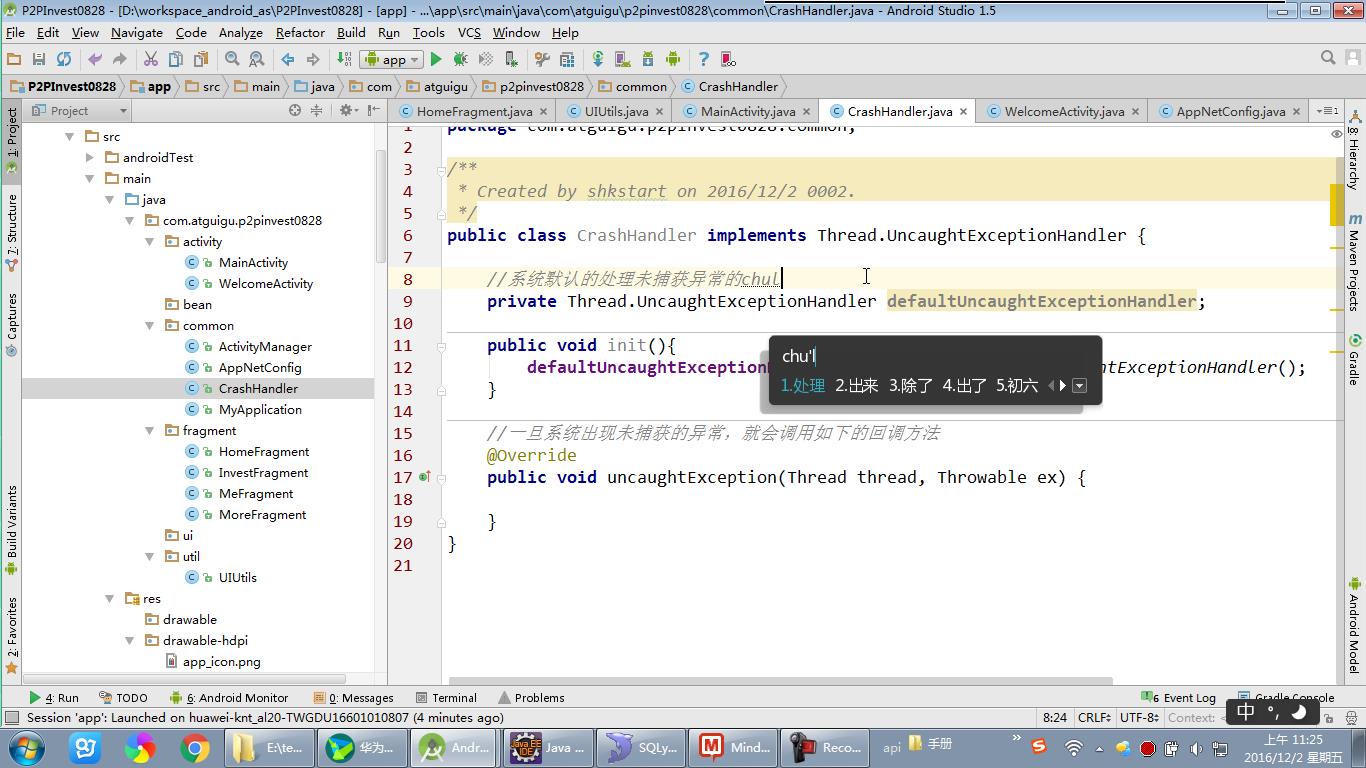 P2PInvest0828 - [D:\workspace_android_as\P2PInvest0828] - [app] - ...\app\src\main\java\com\atguigu\p2pinvest0828\common\CrashHandler.java - Android Studio 1.5
File Edit View Navigate Code Analyze Refactor Build Run Tools VCS Window Help
app
P2PInvest0828 app src main java com atguigu p2pinvest0828 common CrashHandler
Project
HomeFragment.java UIUtils.java MainActivity.java CrashHandler.java WelcomeActivity.java AppNetConfig.java
1: Project
7: Structure
Captures
Build Variants
2: Favorites
src
androidTest
main
java
com.atguigu.p2pinvest0828
activity
MainActivity
WelcomeActivity
bean
common
ActivityManager
AppNetConfig
CrashHandler
MyApplication
fragment
HomeFragment
InvestFragment
MeFragment
MoreFragment
ui
util
UIUtils
res
drawable
drawable-hdpi
app_icon.png
1 package com.atguigu.p2pinvest0828.common;
2
3 /**
4 * Created by shkstart on 2016/12/2 0002.
5 */
6 public class CrashHandler implements Thread.UncaughtExceptionHandler {
7
8 //系统默认的处理未捕获异常的chul
9 private Thread.UncaughtExceptionHandler defaultUncaughtExceptionHandler;
10
11 public void init(){
12 defaultUncaughtException htExceptionHandler();
13 }
14
15 //一旦系统出现未捕获的异常，就会调用如下的回调方法
16 @Override
17 public void uncaughtException(Thread thread, Throwable ex) {
18
19 }
20 }
21
chu'l
1.处理 2.出来 3.除了 4.出了 5.初六
8: Hierarchy
m Maven Projects
Gradle
Android Model
4: Run TODO 6: Android Monitor 0: Messages Terminal Problems 6 Event Log Gradle Console
Session 'app': Launched on huawei-knt_al20-TWGDU16601010807 (4 minutes ago) 8:24 CRLF UTF-8 Context:
中 °,
E:\te... 华为... Andr... Java ... SQLy... Mind... Reco... api 手册
上午 11:25
2016/12/2 星期五